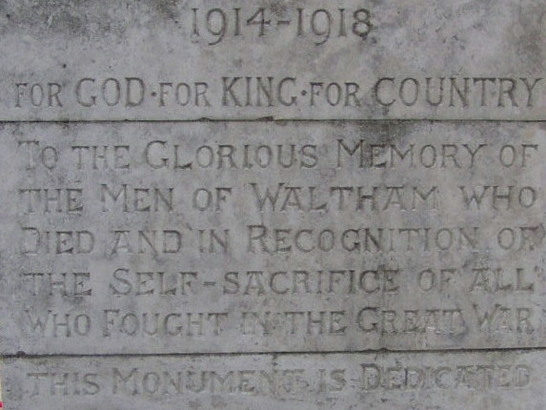 1914-1918
FOR GOD·FOR KING·FOR COUNTRY
TO THE GLORIOUS MEMORY OF
THE MEN OF WALTHAM WHO
DIED AND IN RECOGNITION OF
THE SELF-SACRIFICE OF ALL
WHO FOUGHT IN THE GREAT WAR
THIS MONUMENT IS DEDICATED